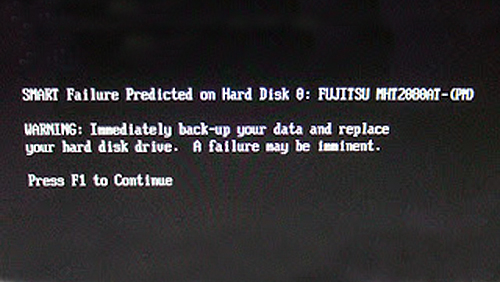 SMART Failure Predicted on Hard Disk 0: FUJITSU MHT2080AT-(PM)
WARNING: Immediately back-up your data and replace
your hard disk drive. A failure may be imminent.
Press F1 to Continue